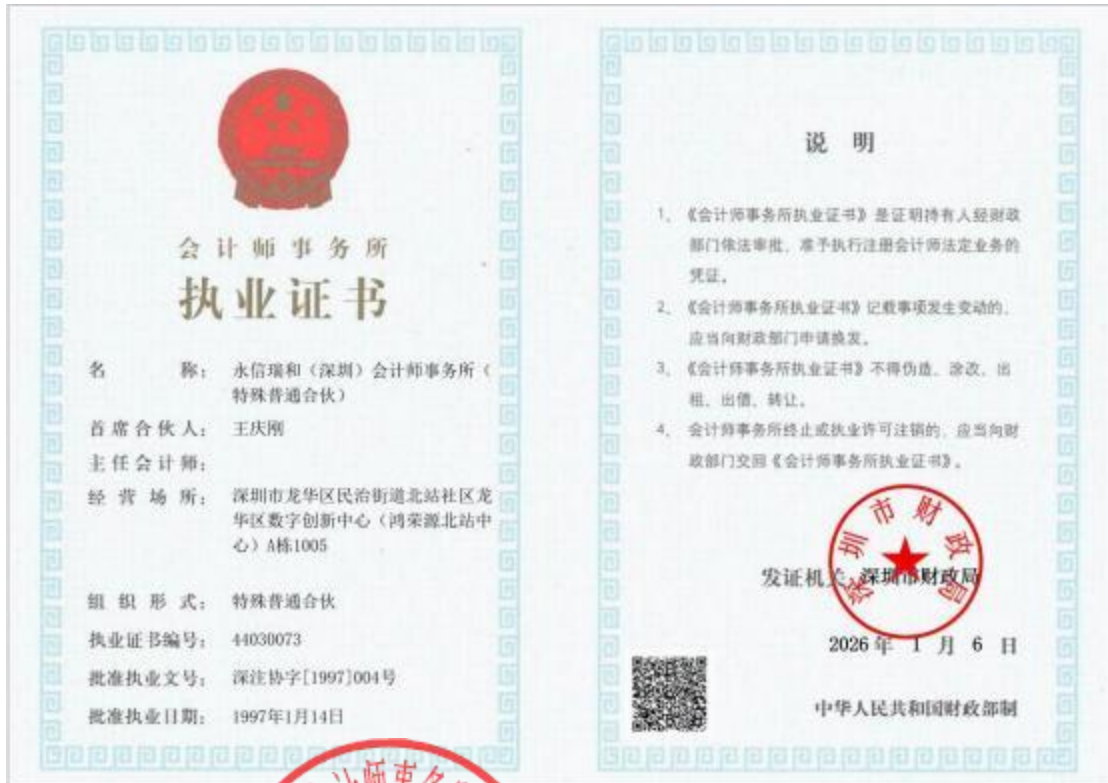 会计师事务所
执业证书
名称：永信瑞和（深圳）会计师事务所（
特殊普通合伙）
首席合伙人：王庆刚
主任会计师：
经营场所：深圳市龙华区民治街道北站社区龙
华区数字创新中心（鸿荣源北站中
心）A栋1005
组织形式：特殊普通合伙
执业证书编号：44030073
批准执业文号：深注协字[1997]004号
批准执业日期：1997年1月14日
计师事务
说明
1、《会计师事务所执业证书》是证明持有人经财政
部门依法审批，准予执行注册会计师法定业务的
凭证。
2、《会计师事务所执业证书》记载事项发生变动的，
应当向财政部门申请换发。
3、《会计师事务所执业证书》不得伪造、涂改、出
租、出借、转让。
4、会计师事务所终止或执业许可注销的，应当向财
政部门交回《会计师事务所执业证书》。
深圳市财政局
发证机关：深圳市财政局
2026年1月6日
中华人民共和国财政部制